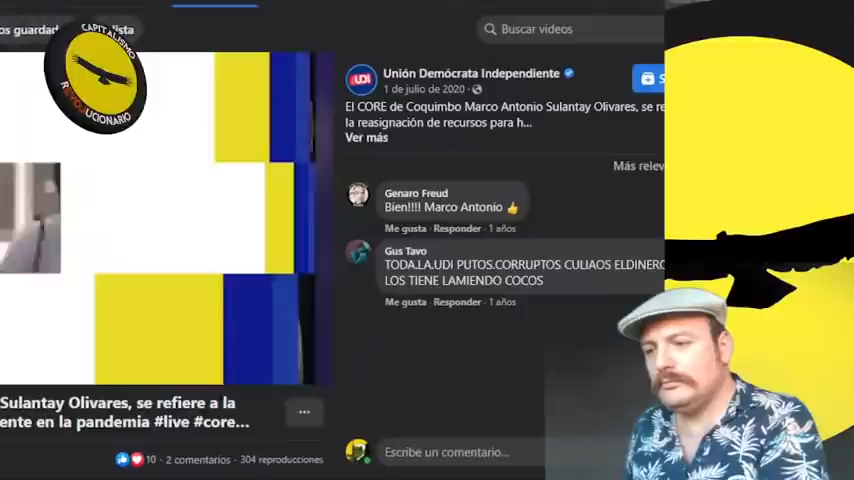 os guardad
lista
Buscar videos
CAPITALISMO
REVOLUCIONARIO
UDI
Unión Demócrata Independiente
1 de julio de 2020 ·
El CORE de Coquimbo Marco Antonio Sulantay Olivares, se re
la reasignación de recursos para h...
Ver más
Más relev
Genaro Freud
Bien!!!! Marco Antonio 👍
Me gusta · Responder · 1 años
Gus Tavo
TODA.LA.UDI PUTOS.CORRUPTOS CULIAOS ELDINERO
LOS TIENE LAMIENDO COCOS
Me gusta · Responder · 1 años
Sulantay Olivares, se refiere a la
ente en la pandemia #live #core...
...
10 · 2 comentarios · 304 reproducciones
Escribe un comentario...